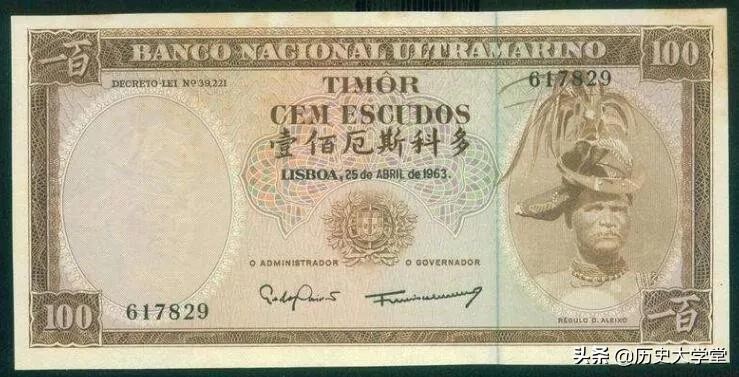 一百 BANCO NACIONAL ULTRAMARINO 100
DECRETO-LEI Nº 39,221
TIMÔR
617829
CEM ESCUDOS
壹佰厄斯科多
LISBOA, 25 de ABRIL de 1963.
O ADMINISTRADOR O GOVERNADOR
617829
RÉGULO D. ALEIXO
100 一百
头条 @历史大学堂